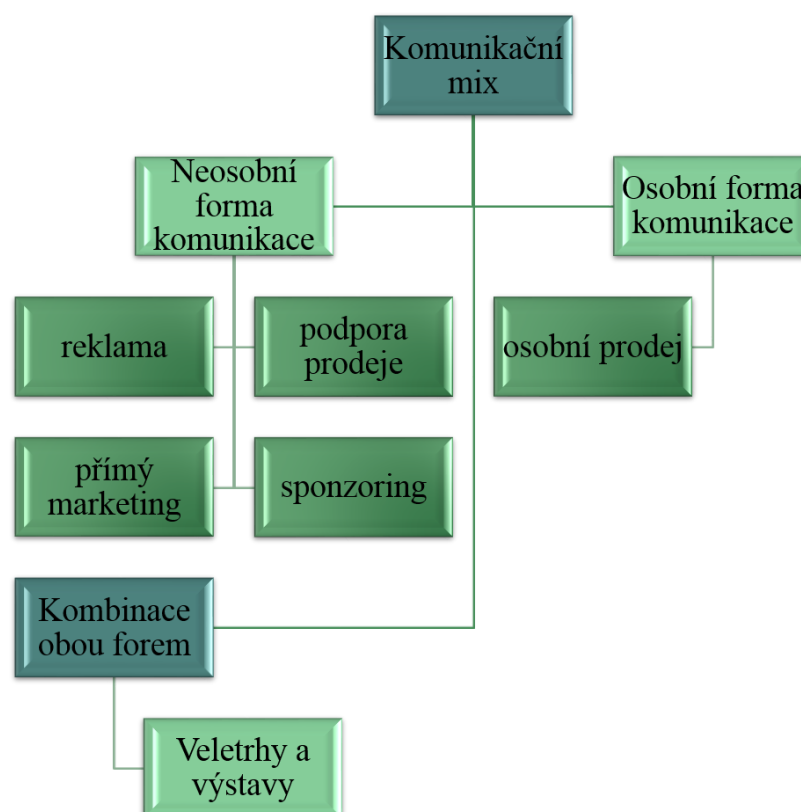 Komunikační
mix
Neosobní
forma
komunikace
Osobní forma
komunikace
reklama
podpora
prodeje
osobní prodej
přímý
marketing
sponzoring
Kombinace
obou forem
Veletrhy a
výstavy